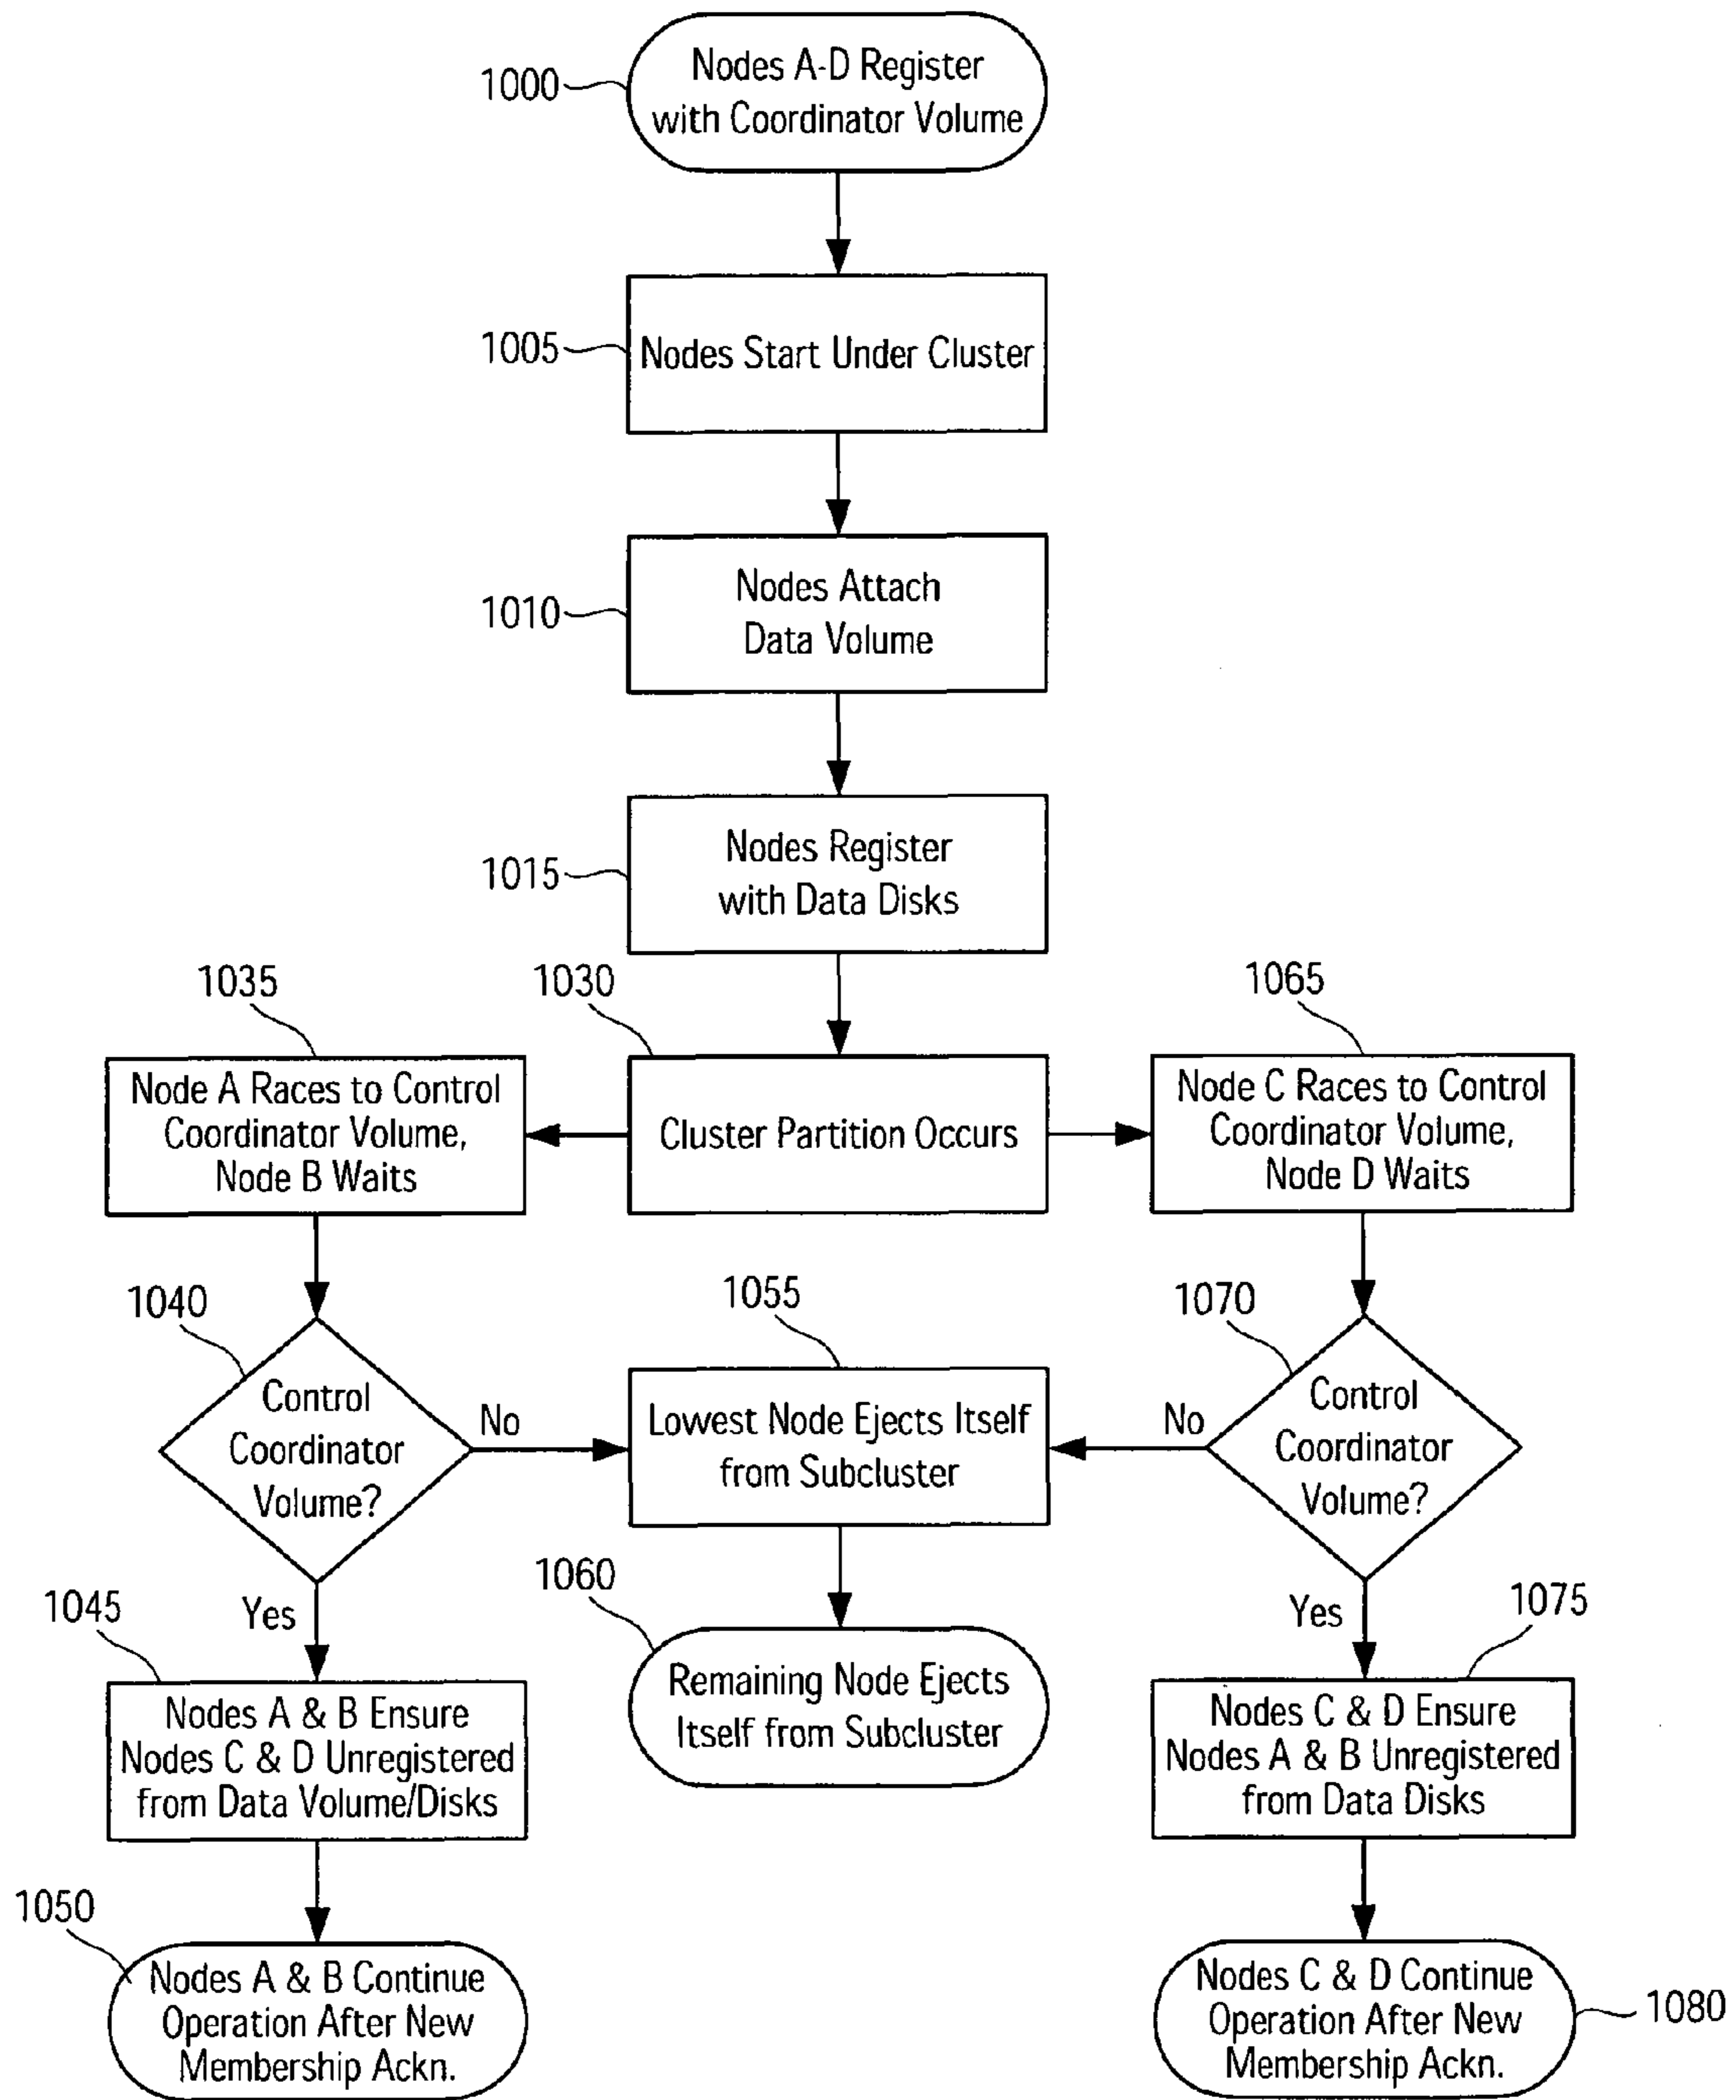 1000
Nodes A-D Register
with Coordinator Volume
1005
Nodes Start Under Cluster
1010
Nodes Attach
Data Volume
1015
Nodes Register
with Data Disks
1035
1030
1065
Node A Races to Control
Coordinator Volume,
Node B Waits
Cluster Partition Occurs
Node C Races to Control
Coordinator Volume,
Node D Waits
1040
1055
1070
Control
Coordinator
Volume?
No
Lowest Node Ejects Itself
from Subcluster
No
Control
Coordinator
Volume?
1045
Yes
1060
Yes
1075
Nodes A & B Ensure
Nodes C & D Unregistered
from Data Volume/Disks
Remaining Node Ejects
Itself from Subcluster
Nodes C & D Ensure
Nodes A & B Unregistered
from Data Disks
1050
Nodes A & B Continue
Operation After New
Membership Ackn.
Nodes C & D Continue
Operation After New
Membership Ackn.
1080